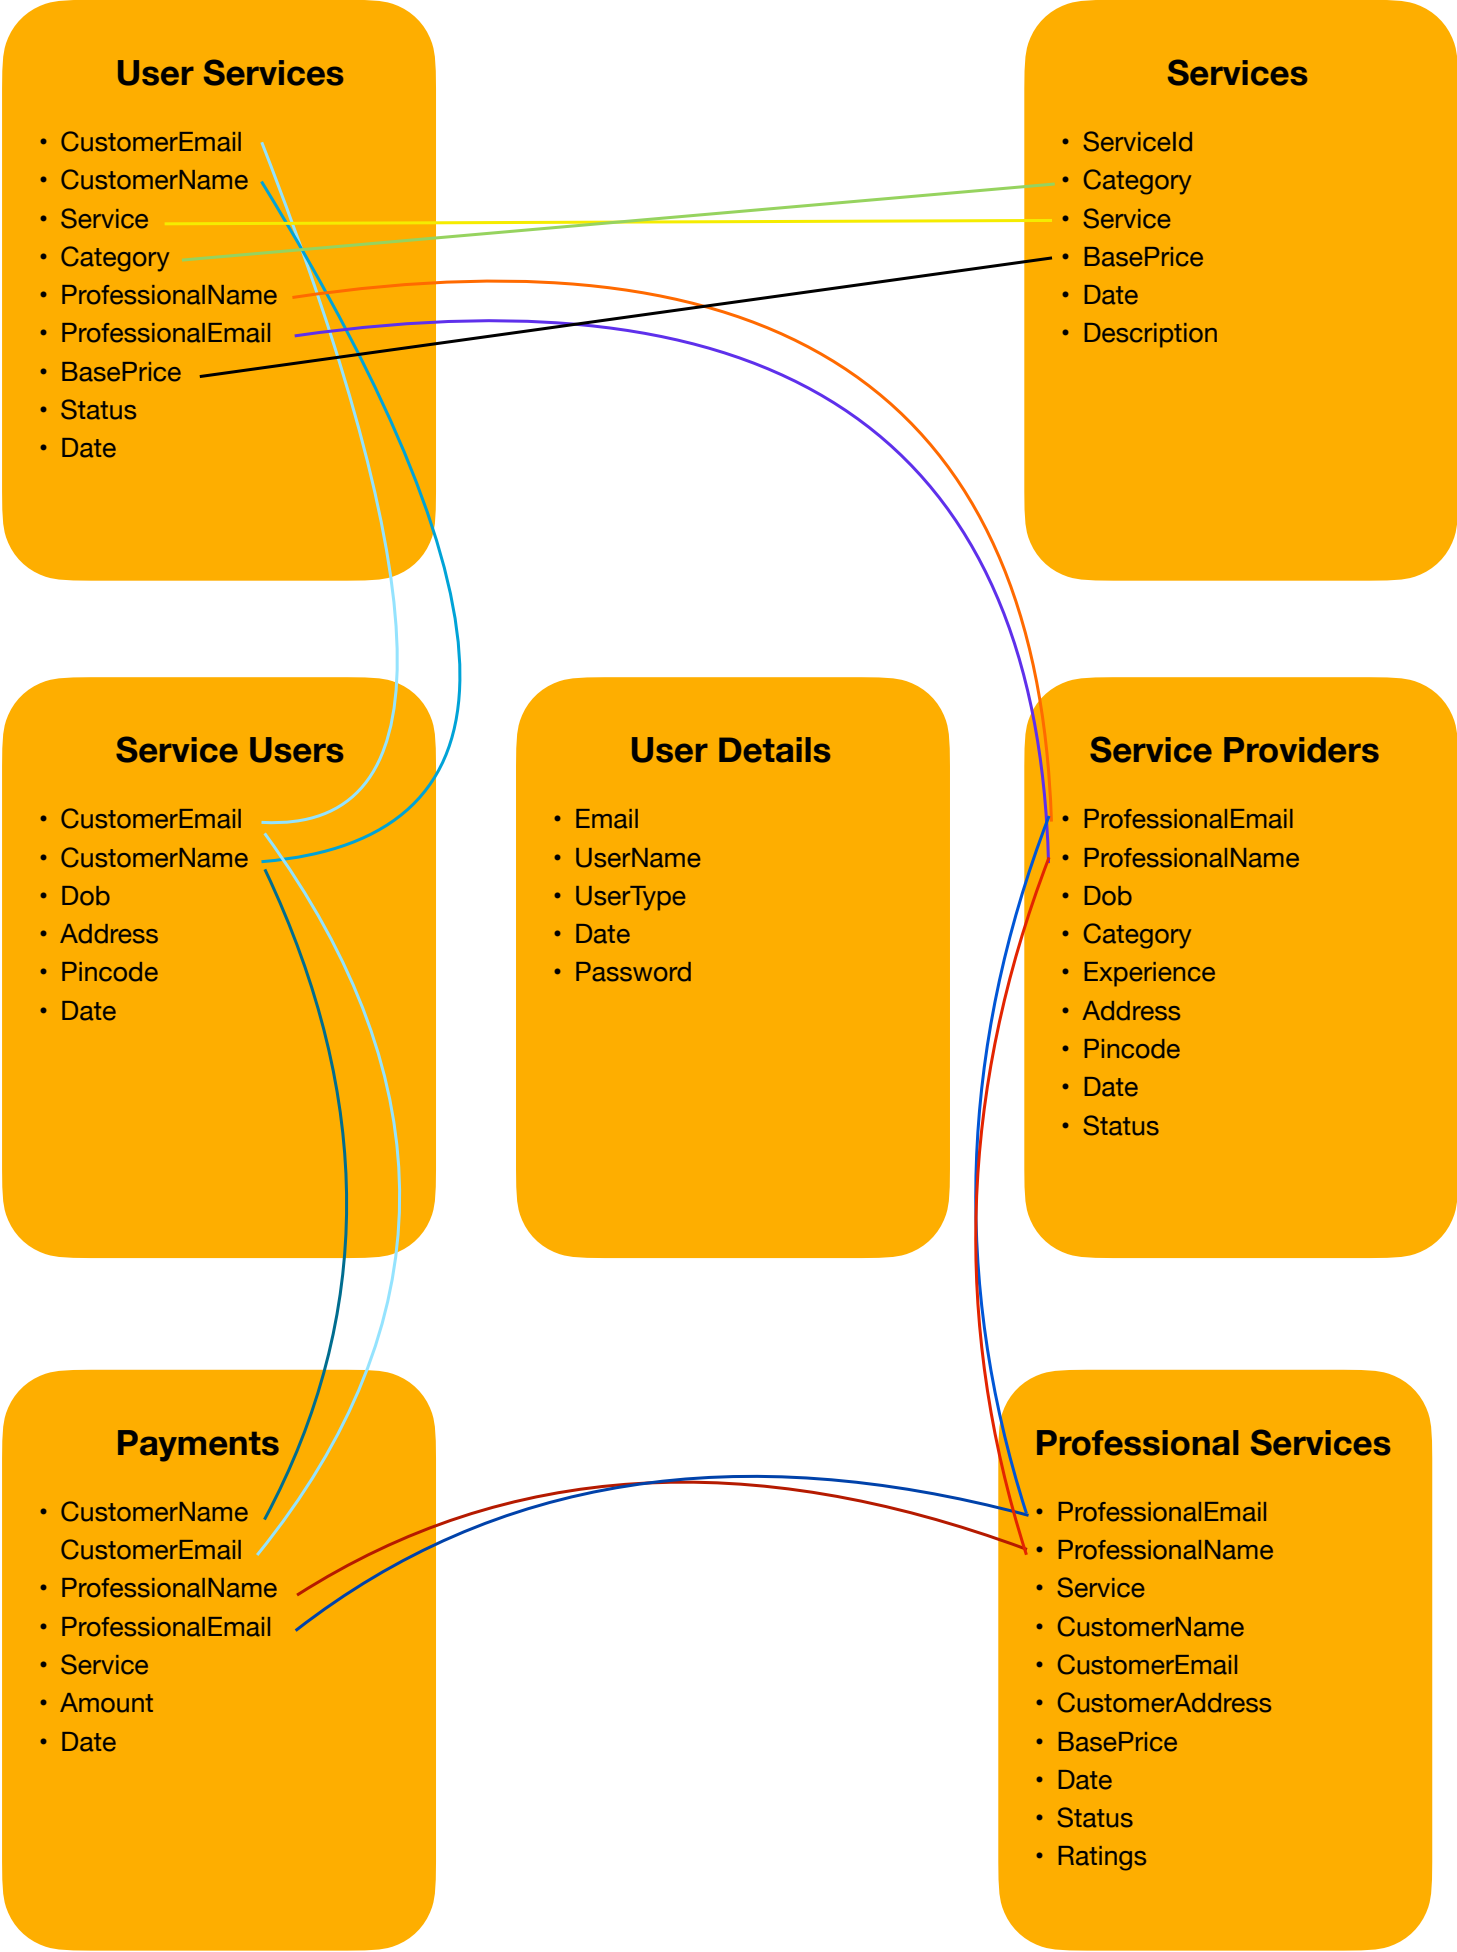 User Services
• CustomerEmail
• CustomerName
• Service
• Category
• ProfessionalName
• ProfessionalEmail
• BasePrice
• Status
• Date
Services
• ServiceId
• Category
• Service
• BasePrice
• Date
• Description
Service Users
• CustomerEmail
• CustomerName
• Dob
• Address
• Pincode
• Date
User Details
• Email
• UserName
• UserType
• Date
• Password
Service Providers
• ProfessionalEmail
• ProfessionalName
• Dob
• Category
• Experience
• Address
• Pincode
• Date
• Status
Payments
• CustomerName
CustomerEmail
• ProfessionalName
• ProfessionalEmail
• Service
• Amount
• Date
Professional Services
• ProfessionalEmail
• ProfessionalName
• Service
• CustomerName
• CustomerEmail
• CustomerAddress
• BasePrice
• Date
• Status
• Ratings